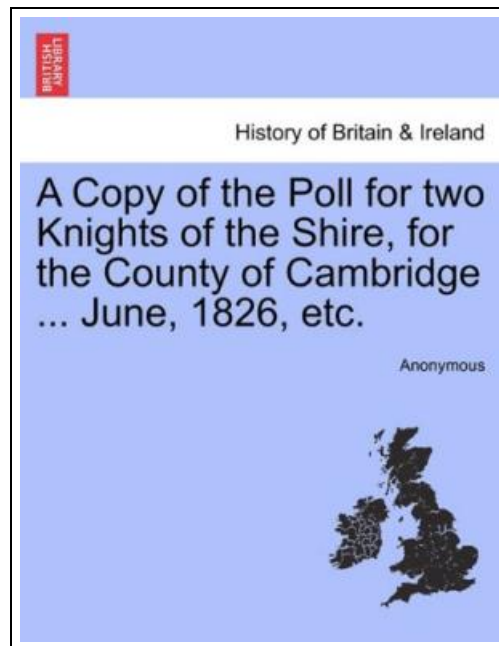 BRITISH
LIBRARY
History of Britain & Ireland
A Copy of the Poll for two
Knights of the Shire, for
the County of Cambridge
... June, 1826, etc.
Anonymous